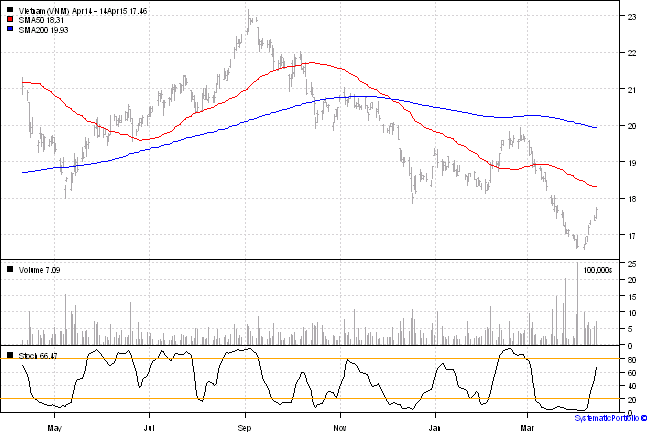 Vietnam (VNM) Apr14 - 14Apr15 17.46
SMA50 18.31
SMA200 19.93
23
22
21
20
19
18
17
Volume 7.09
100,000s
25
20
15
10
5
0
Stoch 66.47
80
60
40
20
0
May
Jul
Sep
Nov
Jan
Mar
SystematicPortfolio ©